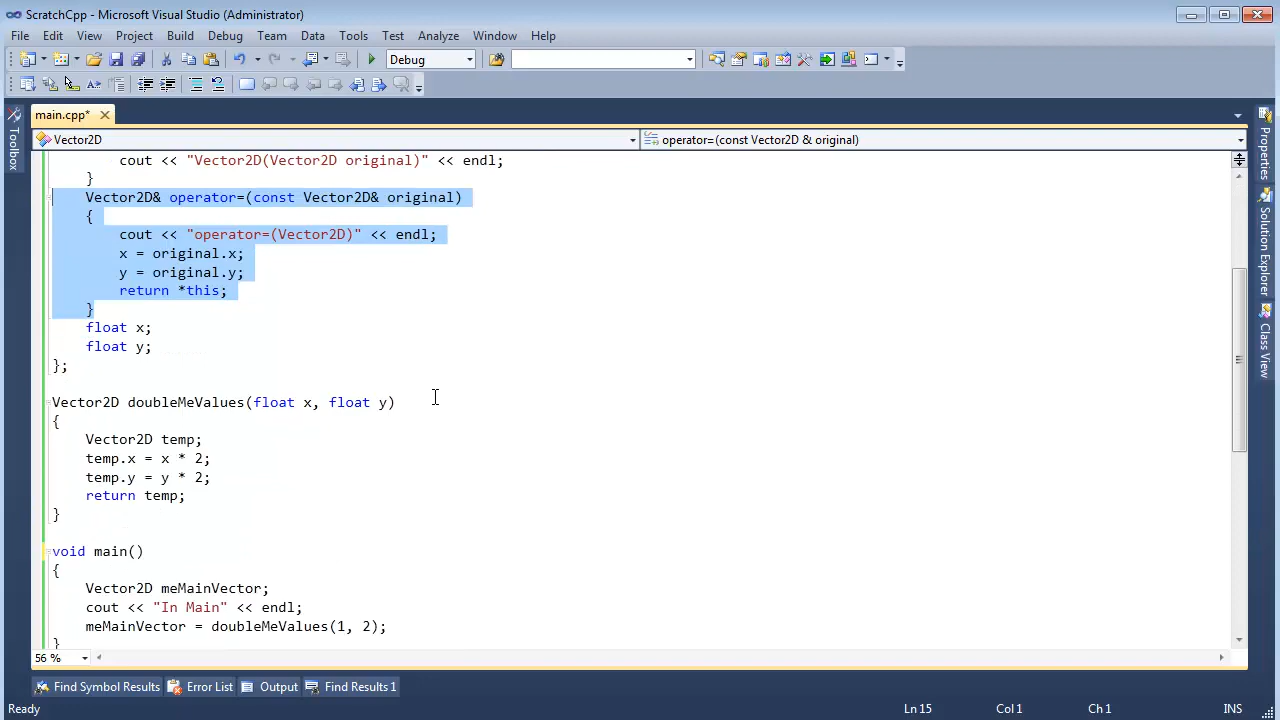 ScratchCpp - Microsoft Visual Studio (Administrator)
File Edit View Project Build Debug Team Data Tools Test Analyze Window Help
Debug
main.cpp*
Vector2D operator=(const Vector2D & original)
cout << "Vector2D(Vector2D original)" << endl;
}
Vector2D& operator=(const Vector2D& original)
{
cout << "operator=(Vector2D)" << endl;
x = original.x;
y = original.y;
return *this;
}
float x;
float y;
};
Vector2D doubleMeValues(float x, float y)
{
Vector2D temp;
temp.x = x * 2;
temp.y = y * 2;
return temp;
}
void main()
{
Vector2D meMainVector;
cout << "In Main" << endl;
meMainVector = doubleMeValues(1, 2);
}
Toolbox
Properties
Solution Explorer
Class View
56 %
Find Symbol Results Error List Output Find Results 1
Ready Ln 15 Col 1 Ch 1 INS